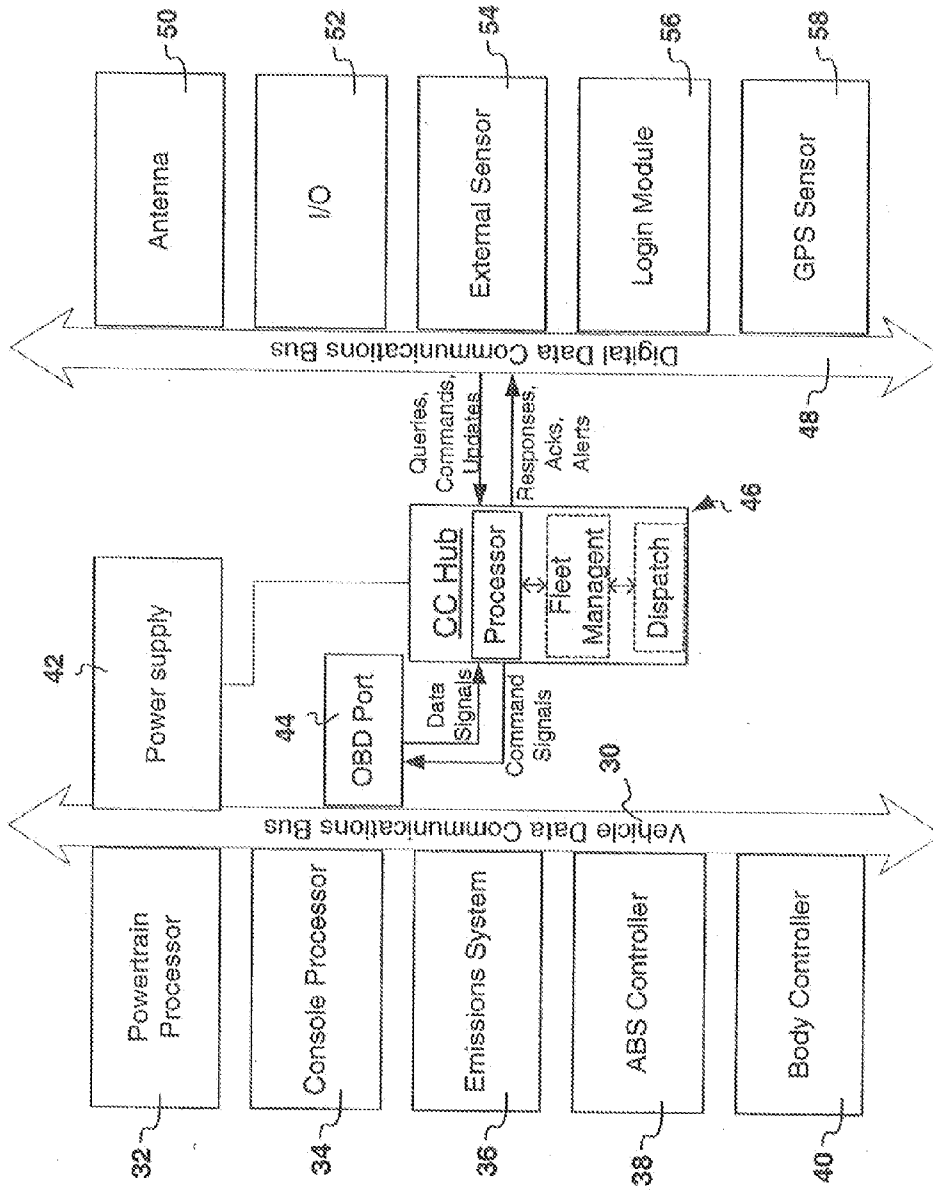 50
52
54
56
58
Antenna
I/O
External Sensor
Login Module
GPS Sensor
Digital Data Communications Bus
48
Queries,
Commands,
Updates
Responses,
Acks,
Alerts
42
Power supply
CC Hub
Processor
Fleet
Managent
Dispatch
46
44
OBD Port
Data
Signals
Command
Signals
30
Vehicle Data Communications Bus
Powertrain
Processor
Console Processor
Emissions System
ABS Controller
Body Controller
32
34
36
38
40